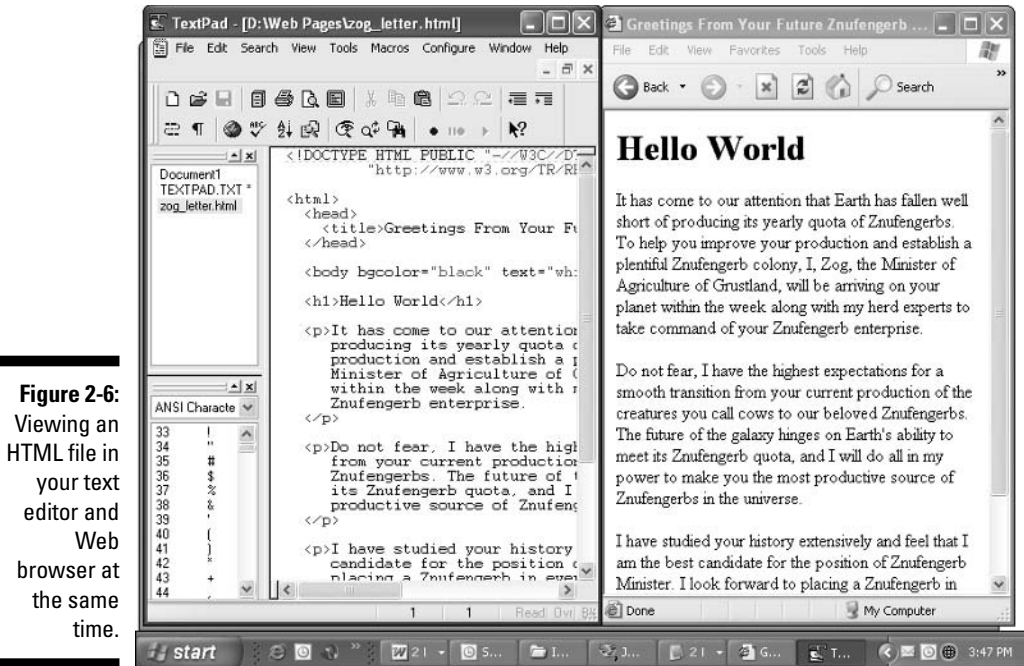 TextPad - [D:\Web Pages\zog_letter.html]
File Edit Search View Tools Macros Configure Window Help
Document1
TEXTPAD.TXT *
zog_letter.html
ANSI Characte
33 !
34 "
35 #
36 $
37 %
38 &
39 '
40 (
41 )
42 *
43 +
44 ,
<!DOCTYPE HTML PUBLIC "-//W3C//D
"http://www.w3.org/TR/
<html>
<head>
<title>Greetings From Your Fu
</head>
<body bgcolor="black" text="wh
<h1>Hello World</h1>
<p>It has come to our attention
producing its yearly quota
production and establish a
Minister of Agriculture of
within the week along with
Znufengerb enterprise.
</p>
<p>Do not fear, I have the high
from your current production
Znufengerbs. The future of t
its Znufengerb quota, and I
productive source of Znufeng
</p>
<p>I have studied your history
candidate for the position
placing a Znufengerb in ever
1 1 Read Ovr
Greetings From Your Future Znufengerb ...
File Edit View Favorites Tools Help
Back Search
Hello World
It has come to our attention that Earth has fallen well
short of producing its yearly quota of Znufengerbs.
To help you improve your production and establish a
plentiful Znufengerb colony, I, Zog, the Minister of
Agriculture of Grustland, will be arriving on your
planet within the week along with my herd experts to
take command of your Znufengerb enterprise.
Do not fear, I have the highest expectations for a
smooth transition from your current production of the
creatures you call cows to our beloved Znufengerbs.
The future of the galaxy hinges on Earth's ability to
meet its Znufengerb quota, and I will do all in my
power to make you the most productive source of
Znufengerbs in the universe.
I have studied your history extensively and feel that I
am the best candidate for the position of Znufengerb
Minister. I look forward to placing a Znufengerb in
Done My Computer
start 2 I S... I... J... 2 I G... T... 3:47 PM
Figure 2-6:
Viewing an
HTML file in
your text
editor and
Web
browser at
the same
time.